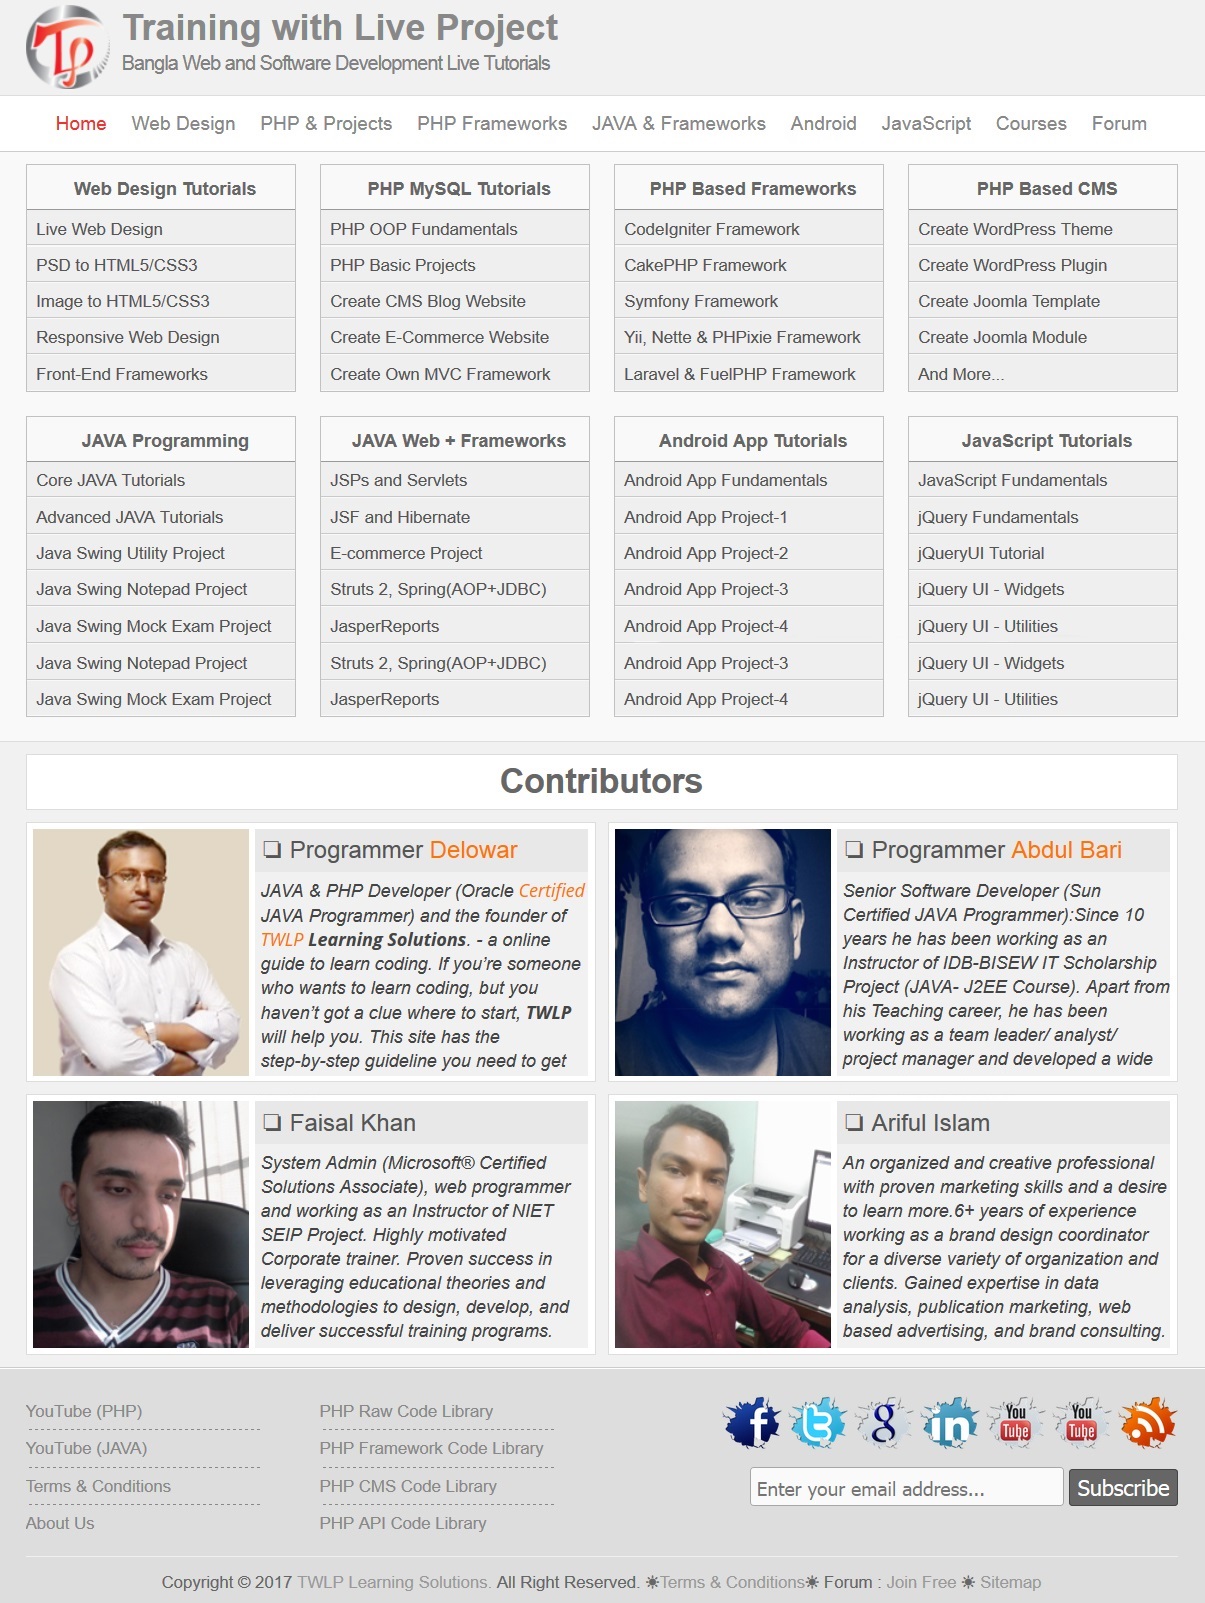 Training with Live Project
Bangla Web and Software Development Live Tutorials
Home Web Design PHP & Projects PHP Frameworks JAVA & Frameworks Android JavaScript Courses Forum
Web Design Tutorials
Live Web Design
PSD to HTML5/CSS3
Image to HTML5/CSS3
Responsive Web Design
Front-End Frameworks
PHP MySQL Tutorials
PHP OOP Fundamentals
PHP Basic Projects
Create CMS Blog Website
Create E-Commerce Website
Create Own MVC Framework
PHP Based Frameworks
CodeIgniter Framework
CakePHP Framework
Symfony Framework
Yii, Nette & PHPixie Framework
Laravel & FuelPHP Framework
PHP Based CMS
Create WordPress Theme
Create WordPress Plugin
Create Joomla Template
Create Joomla Module
And More...
JAVA Programming
Core JAVA Tutorials
Advanced JAVA Tutorials
Java Swing Utility Project
Java Swing Notepad Project
Java Swing Mock Exam Project
Java Swing Notepad Project
Java Swing Mock Exam Project
JAVA Web + Frameworks
JSPs and Servlets
JSF and Hibernate
E-commerce Project
Struts 2, Spring(AOP+JDBC)
JasperReports
Struts 2, Spring(AOP+JDBC)
JasperReports
Android App Tutorials
Android App Fundamentals
Android App Project-1
Android App Project-2
Android App Project-3
Android App Project-4
Android App Project-3
Android App Project-4
JavaScript Tutorials
JavaScript Fundamentals
jQuery Fundamentals
jQueryUI Tutorial
jQuery UI - Widgets
jQuery UI - Utilities
jQuery UI - Widgets
jQuery UI - Utilities
Contributors
❏ Programmer Delowar
JAVA & PHP Developer (Oracle Certified
JAVA Programmer) and the founder of
TWLP Learning Solutions. - a online
guide to learn coding. If you’re someone
who wants to learn coding, but you
haven’t got a clue where to start, TWLP
will help you. This site has the
step-by-step guideline you need to get
❏ Programmer Abdul Bari
Senior Software Developer (Sun
Certified JAVA Programmer):Since 10
years he has been working as an
Instructor of IDB-BISEW IT Scholarship
Project (JAVA- J2EE Course). Apart from
his Teaching career, he has been
working as a team leader/ analyst/
project manager and developed a wide
❏ Faisal Khan
System Admin (Microsoft® Certified
Solutions Associate), web programmer
and working as an Instructor of NIET
SEIP Project. Highly motivated
Corporate trainer. Proven success in
leveraging educational theories and
methodologies to design, develop, and
deliver successful training programs.
❏ Ariful Islam
An organized and creative professional
with proven marketing skills and a desire
to learn more.6+ years of experience
working as a brand design coordinator
for a diverse variety of organization and
clients. Gained expertise in data
analysis, publication marketing, web
based advertising, and brand consulting.
YouTube (PHP)
YouTube (JAVA)
Terms & Conditions
About Us
PHP Raw Code Library
PHP Framework Code Library
PHP CMS Code Library
PHP API Code Library
f
g
in
You
Tube
You
Tube
Enter your email address... Subscribe
Copyright © 2017 TWLP Learning Solutions. All Right Reserved. ☀Terms & Conditions☀ Forum : Join Free ☀ Sitemap